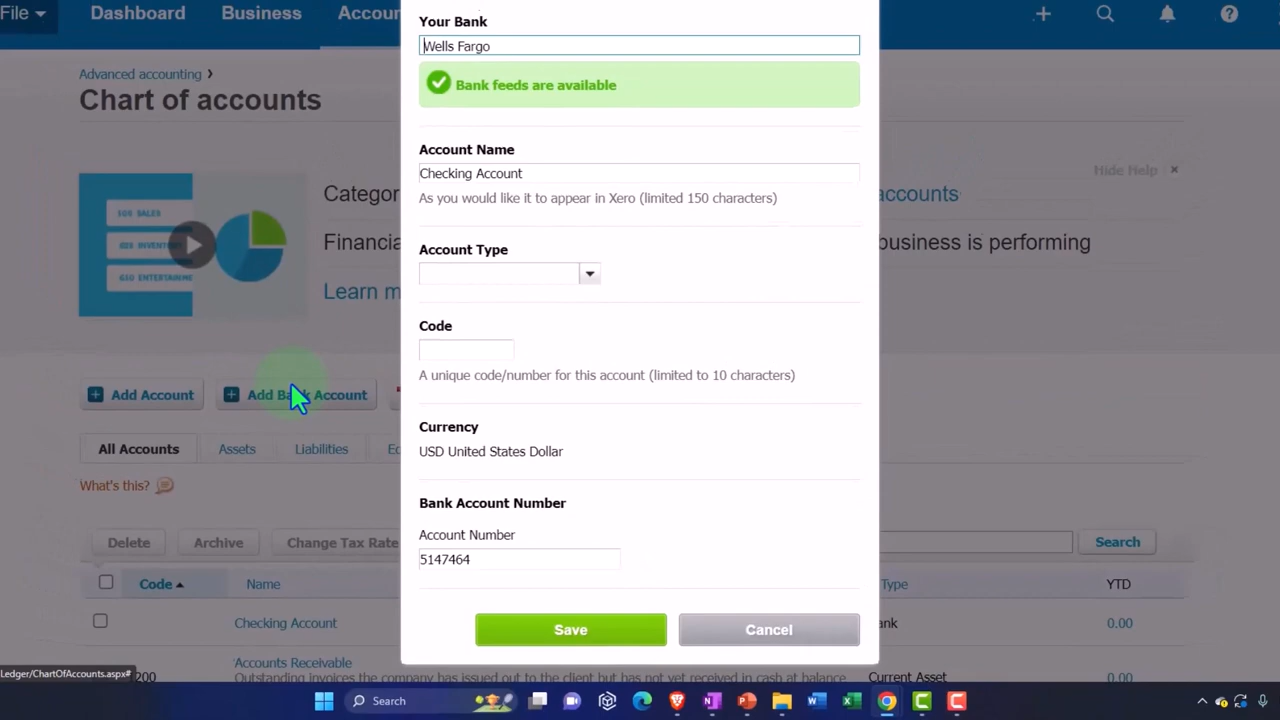 File
Dashboard
Business
Your Bank
Wells Fargo
Bank feeds are available
Advanced accounting
Chart of accounts
Account Name
Checking Account
As you would like it to appear in Xero (limited 150 characters)
Hide Help
Learn
accounts
business is performing
Account Type
Code
A unique code/number for this account (limited to 10 characters)
Add Account
Add Bank Account
Currency
USD United States Dollar
All Accounts
Assets
Liabilities
What's this?
Bank Account Number
Account Number
5147464
Delete
Archive
Change Tax Rate
Search
Code
Name
Type
YTD
Checking Account
0.00
Save
Cancel
Accounts Receivable
200
Outstanding invoices the company has issued out to the client but has not yet received in cash at balance
Current Asset
0.00
Ledger/ChartOfAccounts.aspx#
Search